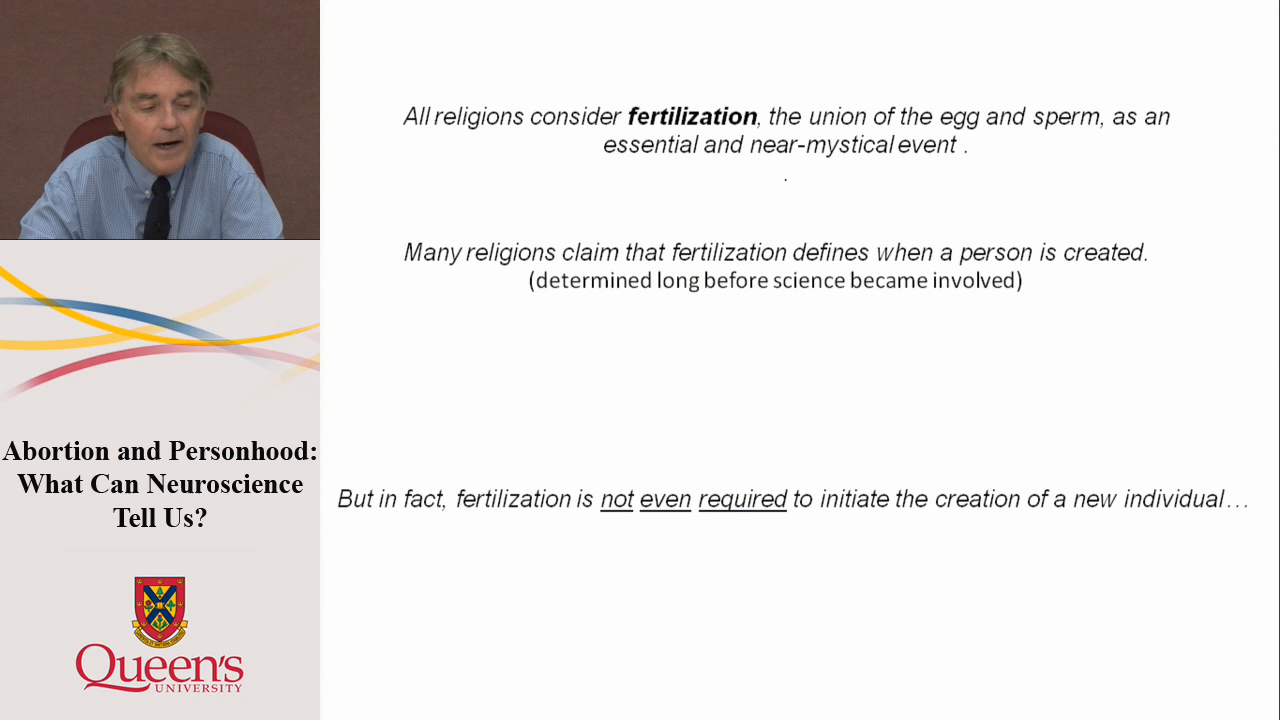 All religions consider fertilization, the union of the egg and sperm, as an
essential and near-mystical event .
.
Many religions claim that fertilization defines when a person is created.
(determined long before science became involved)
But in fact, fertilization is not even required to initiate the creation of a new individual…
Abortion and Personhood:
What Can Neuroscience
Tell Us?
Queen's
UNIVERSITY